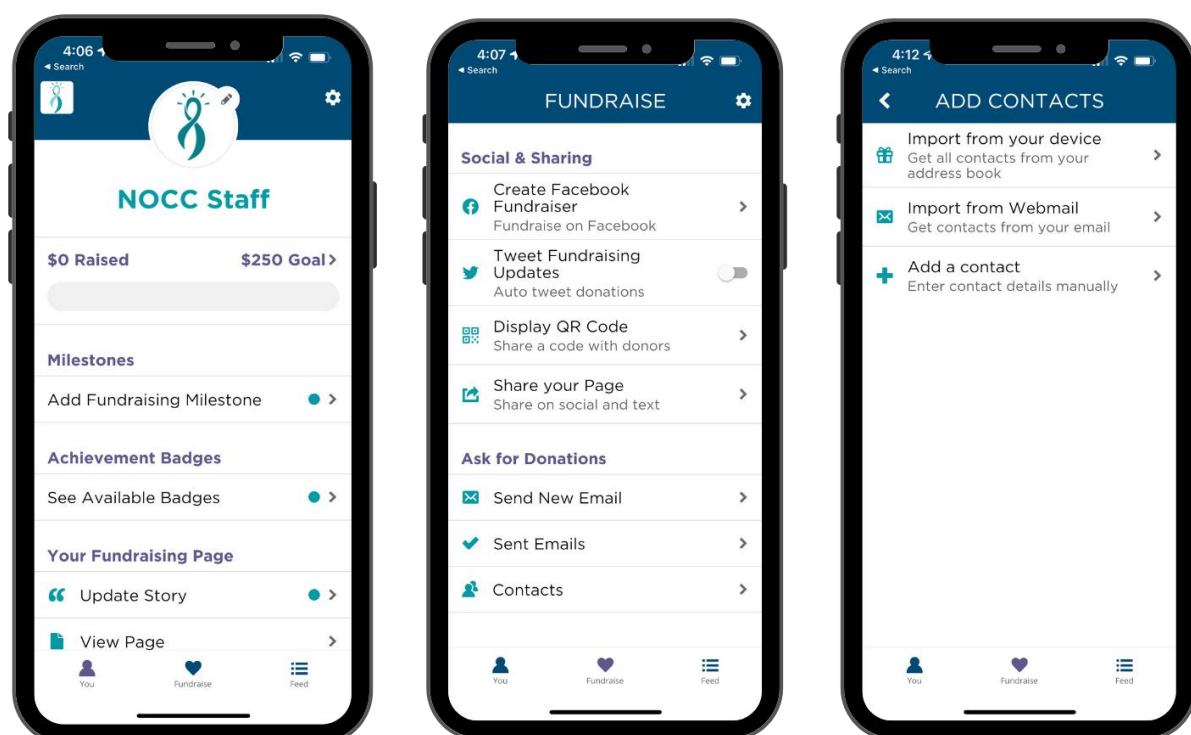 4:06
Search
NOCC Staff
$0 Raised
$250 Goal
Milestones
Add Fundraising Milestone
Achievement Badges
See Available Badges
Your Fundraising Page
Update Story
View Page
You
Fundraise
Feed
4:07
Search
FUNDRAISE
Social & Sharing
Create Facebook
Fundraiser
Fundraise on Facebook
Tweet Fundraising
Updates
Auto tweet donations
Display QR Code
Share a code with donors
Share your Page
Share on social and text
Ask for Donations
Send New Email
Sent Emails
Contacts
You
Fundraise
Feed
4:12
Search
ADD CONTACTS
Import from your device
Get all contacts from your
address book
Import from Webmail
Get contacts from your email
Add a contact
Enter contact details manually
You
Fundraise
Feed